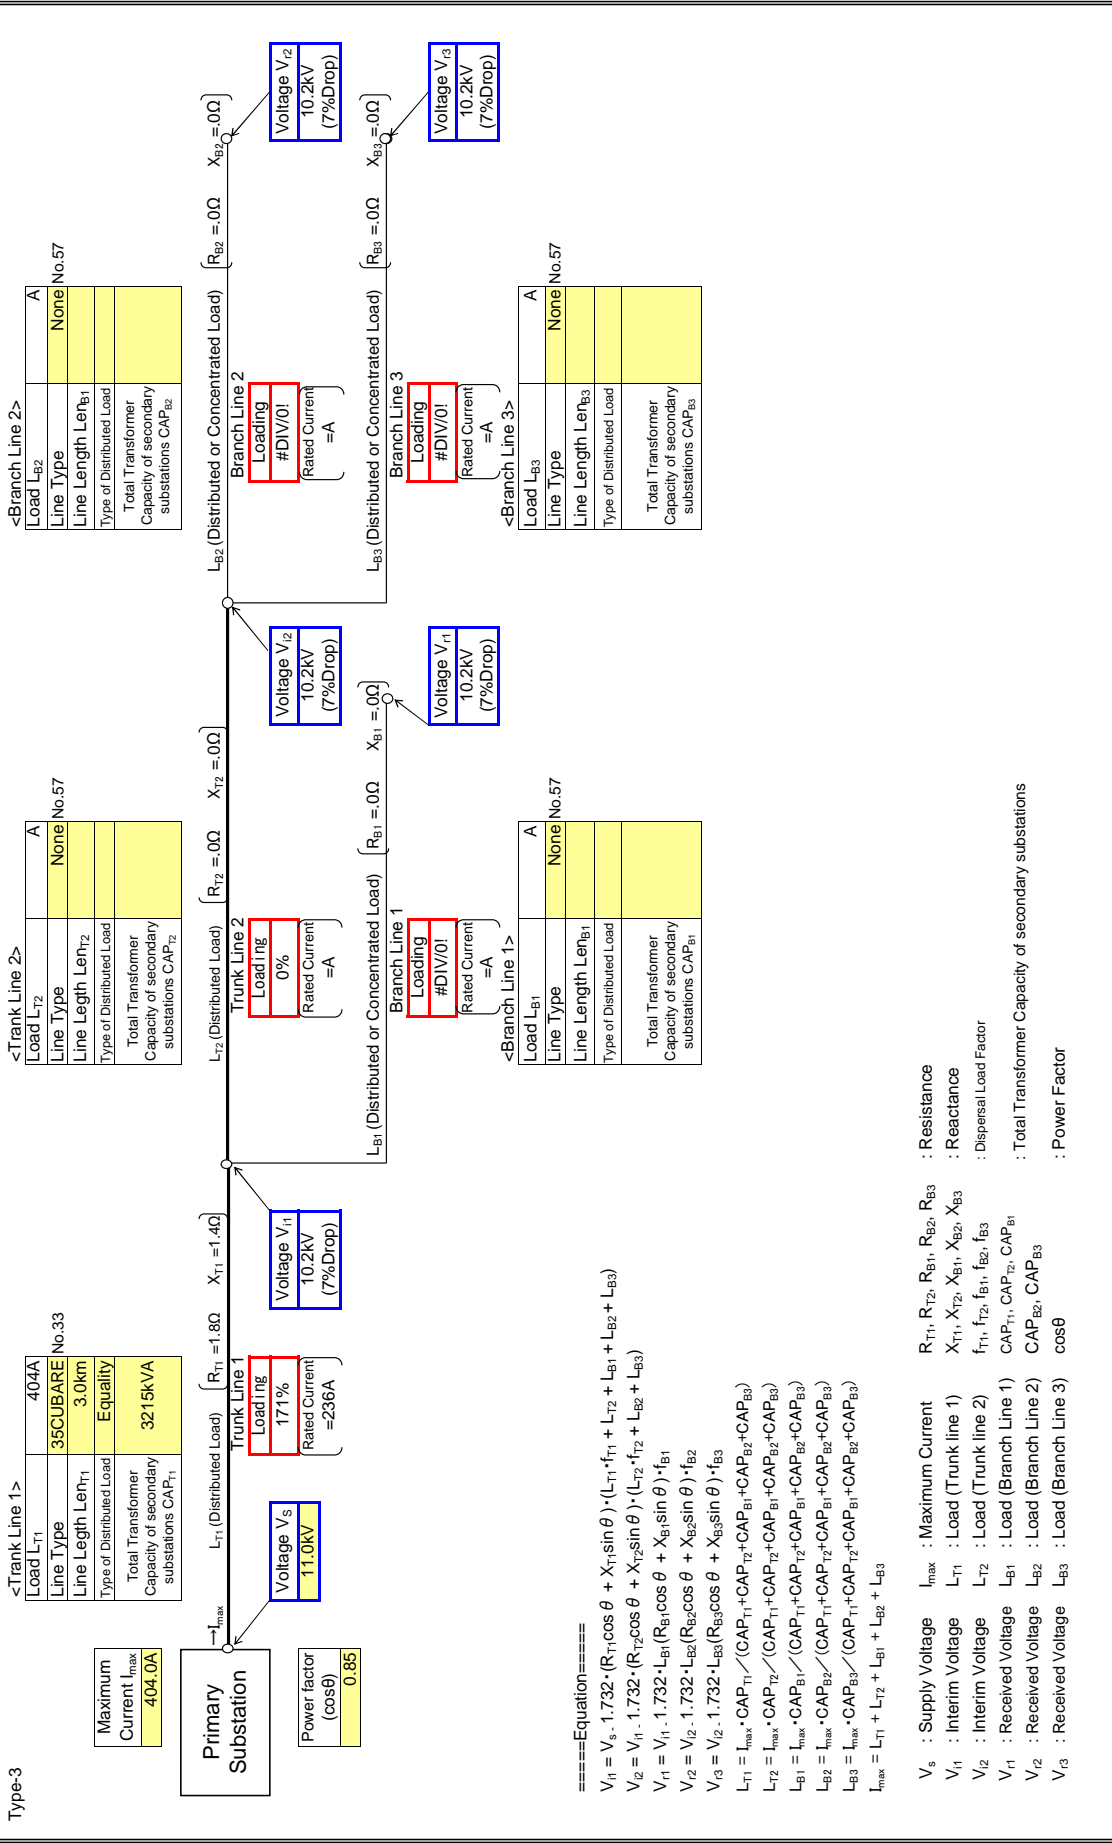 Type-3
<Trank Line 1>
Load LT1 404A
Line Type 35CUBARE No.33
Line Legth LenT1 3.0km
Type of Distributed Load Equality
Total Transformer Capacity of secondary substations CAPT1 3215kVA
<Trank Line 2>
Load LT2 A
Line Type None No.57
Line Length LenT2
Type of Distributed Load
Total Transformer Capacity of secondary substations CAPT2
<Branch Line 2>
Load LB2 A
Line Type None No.57
Line Length LenB1
Type of Distributed Load
Total Transformer Capacity of secondary substations CAPB2
Maximum Current Imax
404.0A
Primary Substation
→Imax
Power factor (cosθ)
0.85
Voltage VS
11.0kV
LT1 (Distributed Load)
RT1 =1.8Ω XT1 =1.4Ω
Trunk Line 1
Loading
171%
Rated Current =236A
Voltage Vi1
10.2kV
(7%Drop)
LT2 (Distributed Load)
RT2 =.0Ω XT2 =.0Ω
Trunk Line 2
Loading
0%
Rated Current =A
Voltage Vi2
10.2kV
(7%Drop)
LB2 (Distributed or Concentrated Load)
RB2 =.0Ω XB2 =.0Ω
Branch Line 2
Loading
#DIV/0!
Rated Current =A
Voltage Vr2
10.2kV
(7%Drop)
LB1 (Distributed or Concentrated Load)
RB1 =.0Ω XB1 =.0Ω
Branch Line 1
Loading
#DIV/0!
Rated Current =A
Voltage Vr1
10.2kV
(7%Drop)
LB3 (Distributed or Concentrated Load)
RB3 =.0Ω XB3 =.0Ω
Branch Line 3
Loading
#DIV/0!
Rated Current =A
Voltage Vr3
10.2kV
(7%Drop)
<Branch Line 1>
Load LB1 A
Line Type None No.57
Line Length LenB1
Type of Distributed Load
Total Transformer Capacity of secondary substations CAPB1
<Branch Line 3>
Load LB3 A
Line Type None No.57
Line Length LenB3
Type of Distributed Load
Total Transformer Capacity of secondary substations CAPB3
=====Equation=====
Vi1 = Vs - 1.732・(RT1cos θ + XT1sin θ)・(LT1・fT1 + LT2 + LB1 + LB2 + LB3)
Vi2 = Vi1 - 1.732・(RT2cos θ + XT2sin θ)・(LT2・fT2 + LB2 + LB3)
Vr1 = Vi1 - 1.732・LB1(RB1cos θ + XB1sin θ)・fB1
Vr2 = Vi2 - 1.732・LB2(RB2cos θ + XB2sin θ)・fB2
Vr3 = Vi2 - 1.732・LB3(RB3cos θ + XB3sin θ)・fB3
LT1 = Imax・CAPT1／(CAPT1+CAPT2+CAPB1+CAPB2+CAPB3)
LT2 = Imax・CAPT2／(CAPT1+CAPT2+CAPB1+CAPB2+CAPB3)
LB1 = Imax・CAPB1／(CAPT1+CAPT2+CAPB1+CAPB2+CAPB3)
LB2 = Imax・CAPB2／(CAPT1+CAPT2+CAPB1+CAPB2+CAPB3)
LB3 = Imax・CAPB3／(CAPT1+CAPT2+CAPB1+CAPB2+CAPB3)
Imax = LT1 + LT2 + LB1 + LB2 + LB3
Vs : Supply Voltage Imax : Maximum Current RT1, RT2, RB1, RB2, RB3 : Resistance
Vi1 : Interim Voltage LT1 : Load (Trunk line 1) XT1, XT2, XB1, XB2, XB3 : Reactance
Vi2 : Interim Voltage LT2 : Load (Trunk line 2) fT1, fT2, fB1, fB2, fB3 : Dispersal Load Factor
Vr1 : Received Voltage LB1 : Load (Branch Line 1) CAPT1, CAPT2, CAPB1 : Total Transformer Capacity of secondary substations
Vr2 : Received Voltage LB2 : Load (Branch Line 2) CAPB2, CAPB3
Vr3 : Received Voltage LB3 : Load (Branch Line 3) cosθ : Power Factor